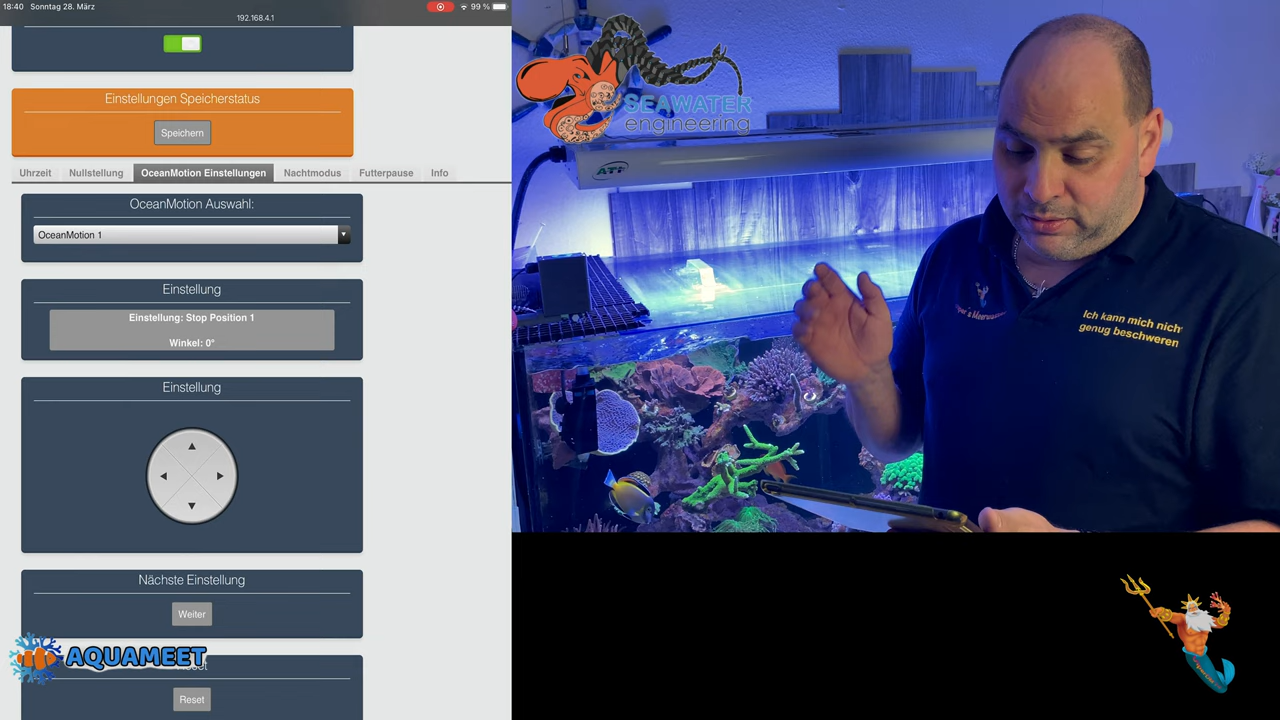 18:40 Sonntag 28. März
99 %
192.168.4.1
Einstellungen Speicherstatus
Speichern
Uhrzeit
Nullstellung
OceanMotion Einstellungen
Nachtmodus
Futterpause
Info
OceanMotion Auswahl:
OceanMotion 1
Einstellung
Einstellung: Stop Position 1
Winkel: 0°
Einstellung
Nächste Einstellung
Weiter
Reset
AQUAMEET
SEAWATER
engineering
ATI
Ich kann mich nich
genug beschweren